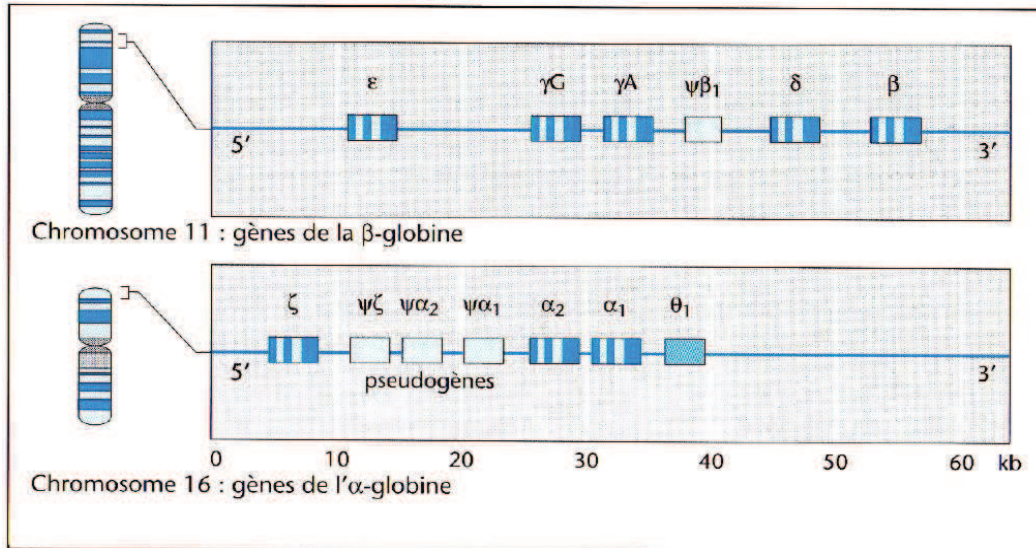 ε γG γA ψβ₁ δ β
5′ 3′
Chromosome 11 : gènes de la β-globine
ζ ψζ ψα₂ ψα₁ α₂ α₁ θ₁
5′ 3′
pseudogènes
0 10 20 30 40 50 60 kb
Chromosome 16 : gènes de l'α-globine